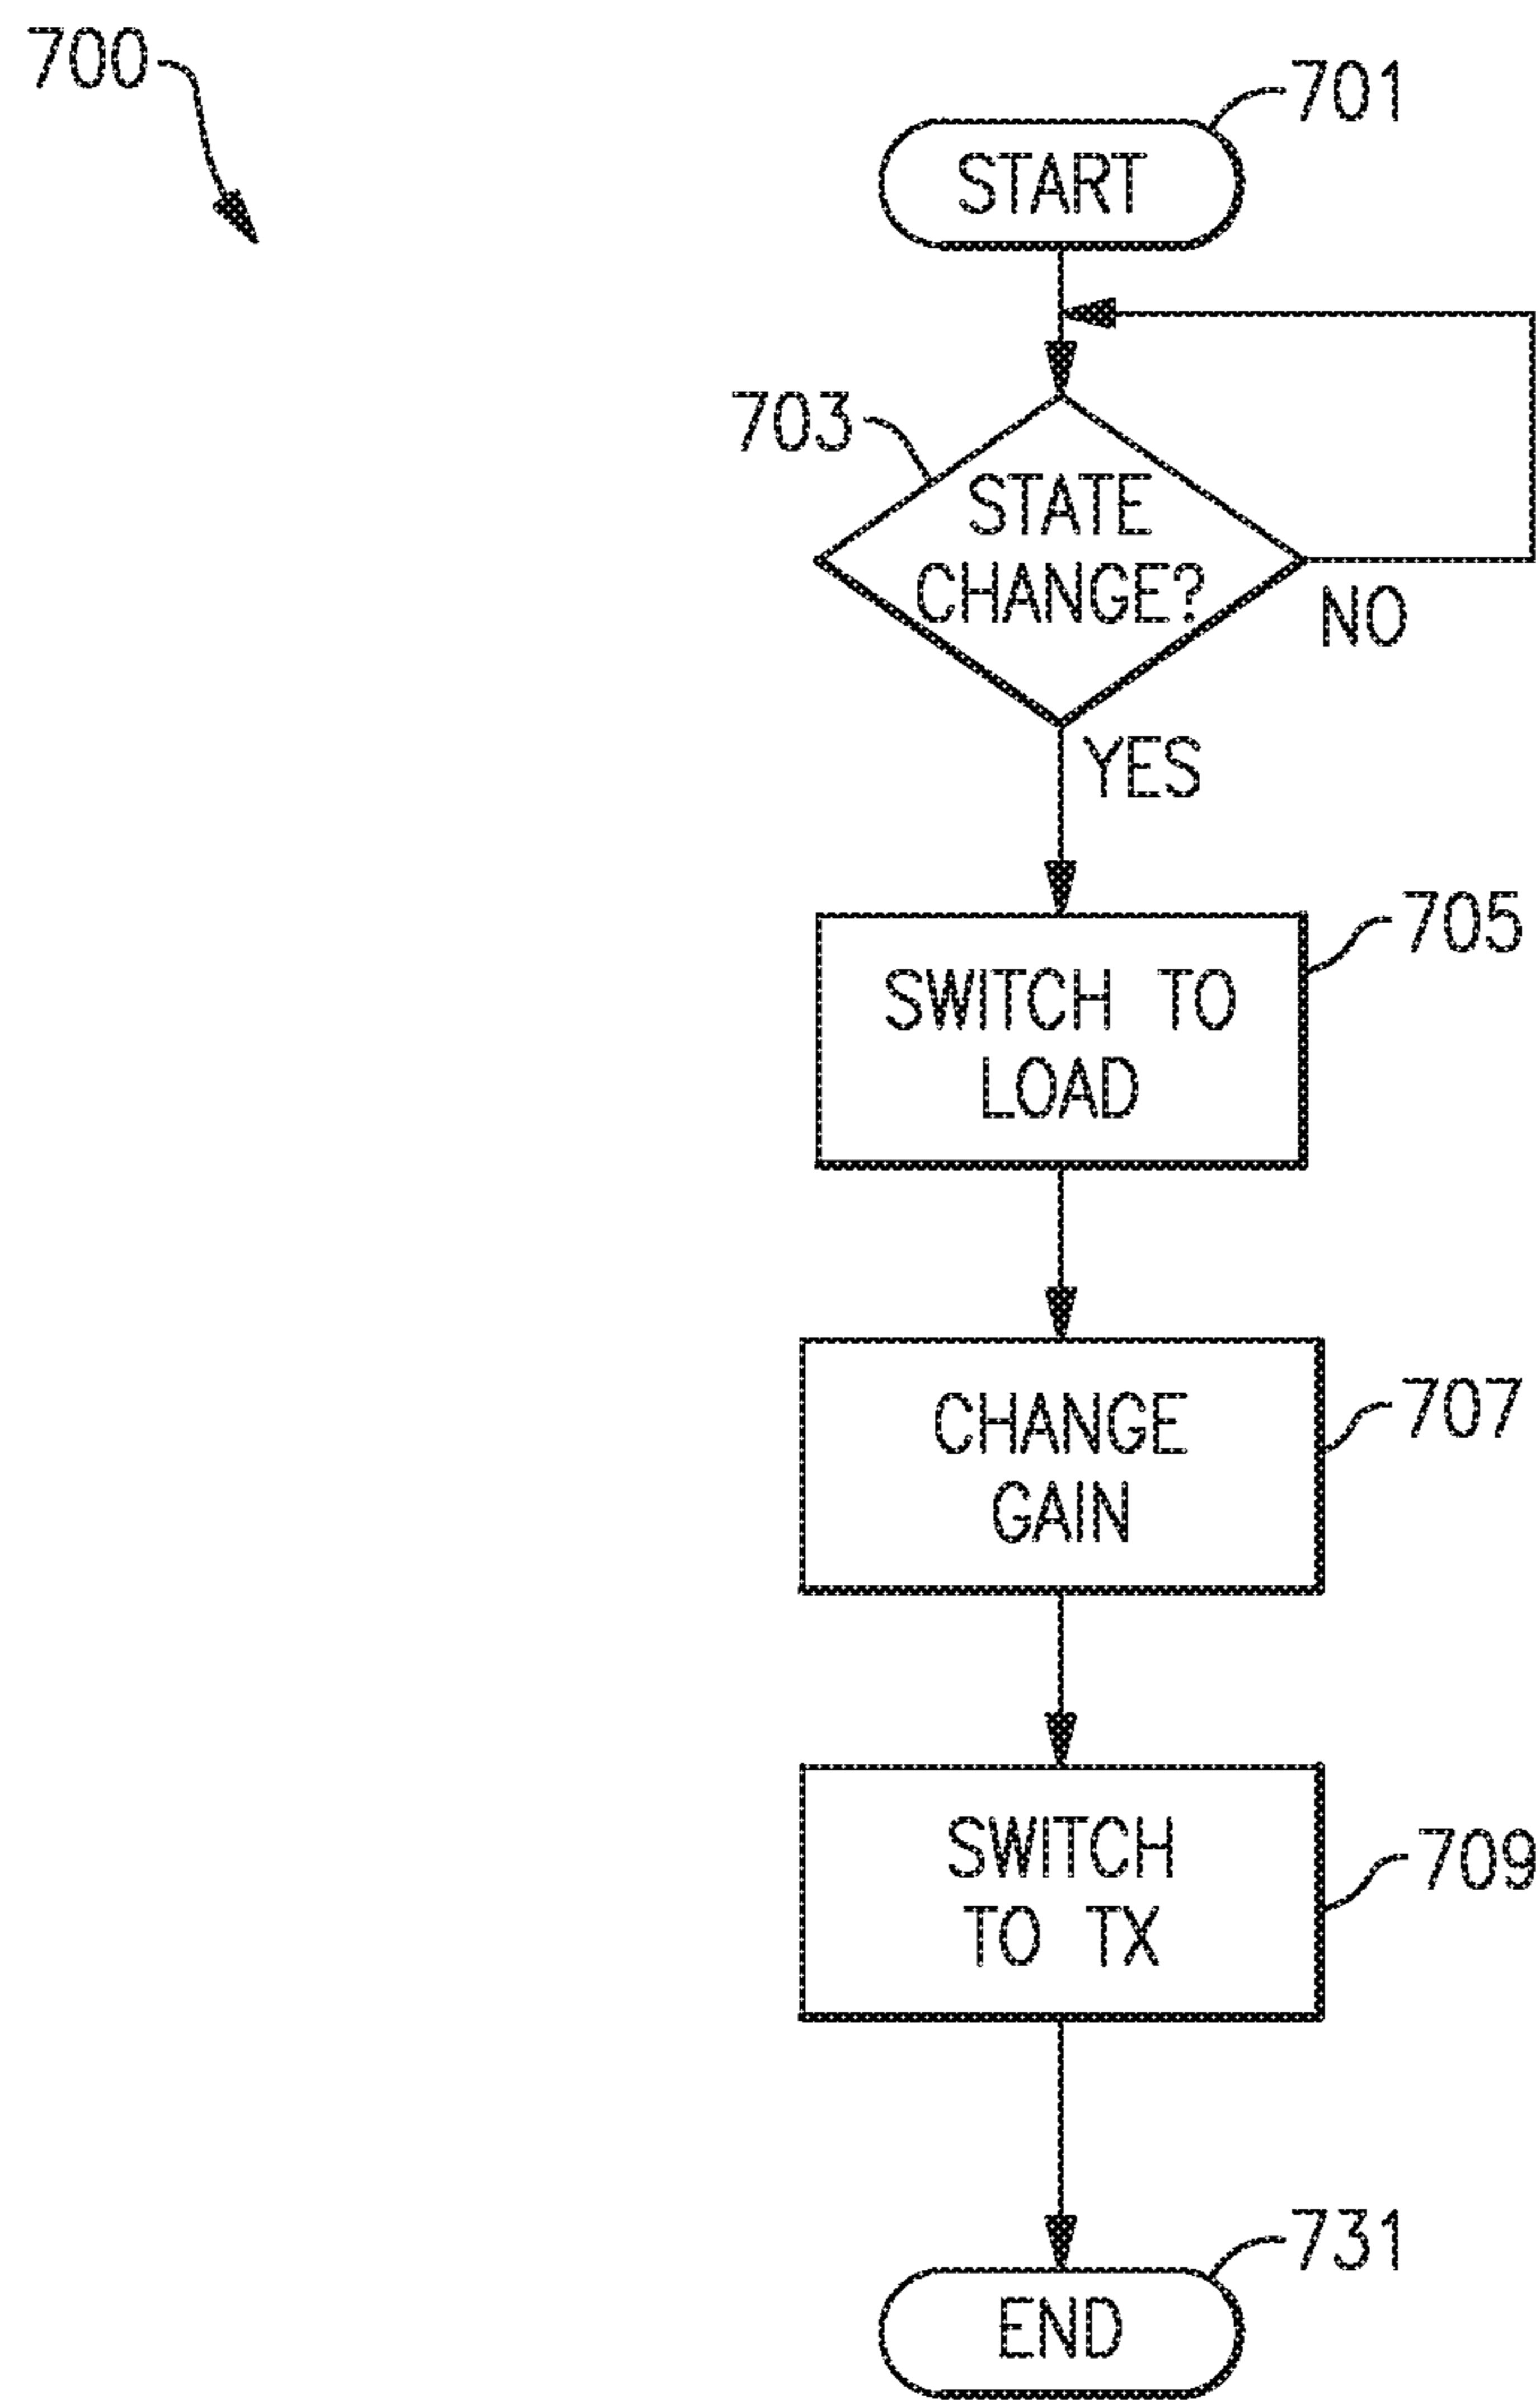 700
701
START
703
STATE
CHANGE?
NO
YES
705
SWITCH TO
LOAD
707
CHANGE
GAIN
709
SWITCH
TO TX
731
END